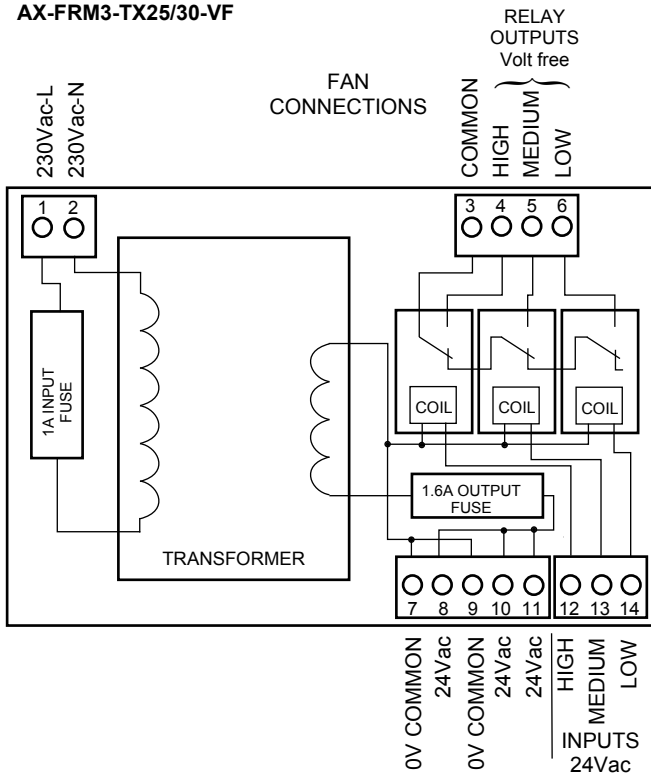 AX-FRM3-TX25/30-VF
RELAY
OUTPUTS
Volt free
FAN
CONNECTIONS
230Vac-L
230Vac-N
COMMON
HIGH
MEDIUM
LOW
1 2
3 4 5 6
1A INPUT
FUSE
COIL COIL COIL
1.6A OUTPUT
FUSE
TRANSFORMER
7 8 9 10 11 12 13 14
0V COMMON
24Vac
0V COMMON
24Vac
24Vac
HIGH
MEDIUM
LOW
INPUTS
24Vac